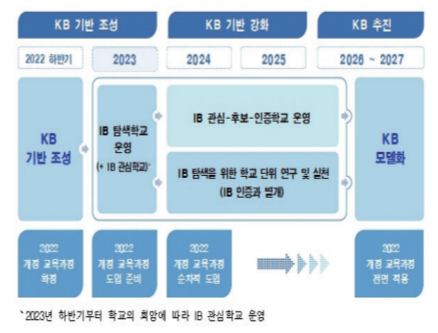 KB 기반 조성
KB 기반 강화
KB 추진
2022 하반기
2023
2024
2025
2026 ~ 2027
KB
기반 조성
IB 탐색학교
운영
(+ IB 관심학교)*
IB 관심-후보-인증학교 운영
IB 탐색을 위한 학교 단위 연구 및 실천
(IB 인증과 별개)
KB
모델화
2022
개정 교육과정
확정
2022
개정 교육과정
도입 준비
2022
개정 교육과정
순차적 도입
2022
개정 교육과정
전면 적용
*2023년 하반기부터 학교의 희망에 따라 IB 관심학교 운영